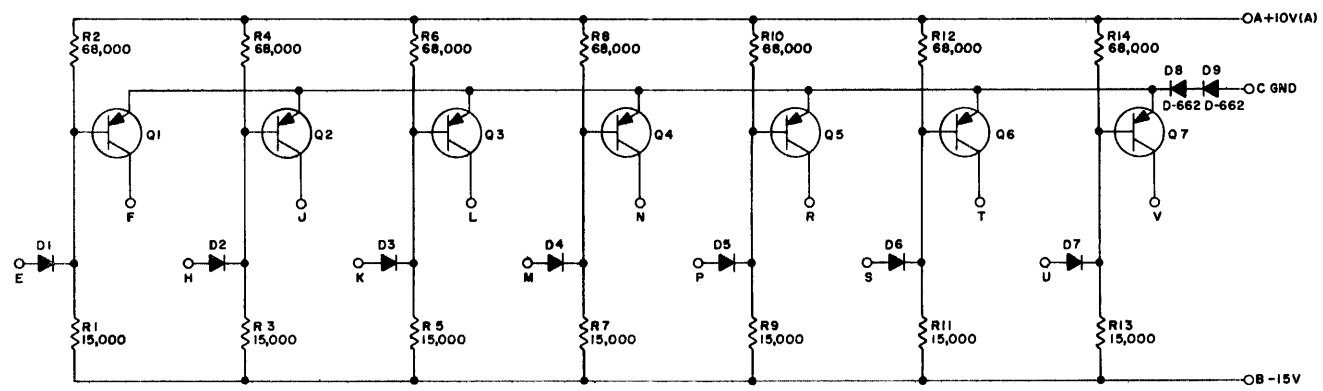 R2
68,000
R4
68,000
R6
68,000
R8
68,000
R10
68,000
R12
68,000
R14
68,000
A+10V(A)
D8
D9
C GND
D-662
D-662
Q1
Q2
Q3
Q4
Q5
Q6
Q7
F
J
L
N
R
T
V
D1
D2
D3
D4
D5
D6
D7
E
H
K
M
P
S
U
R1
15,000
R3
15,000
R5
15,000
R7
15,000
R9
15,000
R11
15,000
R13
15,000
B-15V